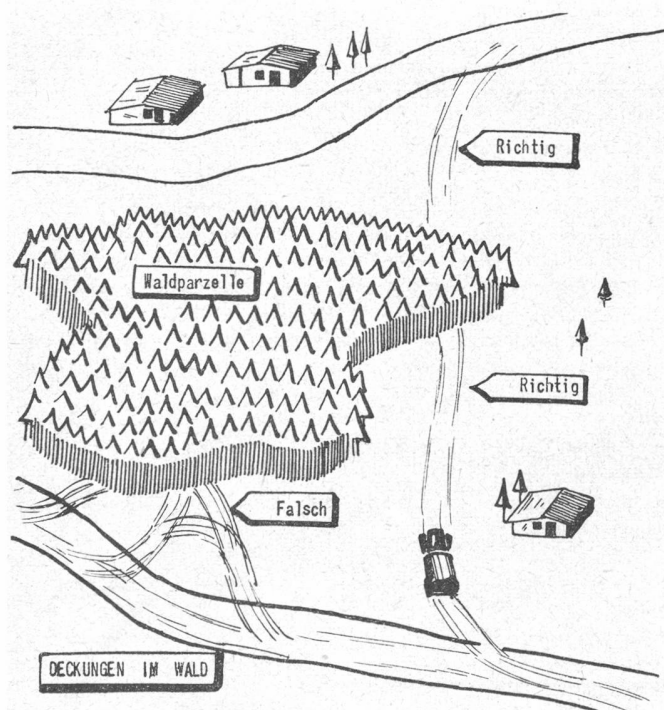 Richtig
Waldparzelle
Richtig
Falsch
DECKUNGEN IM WALD